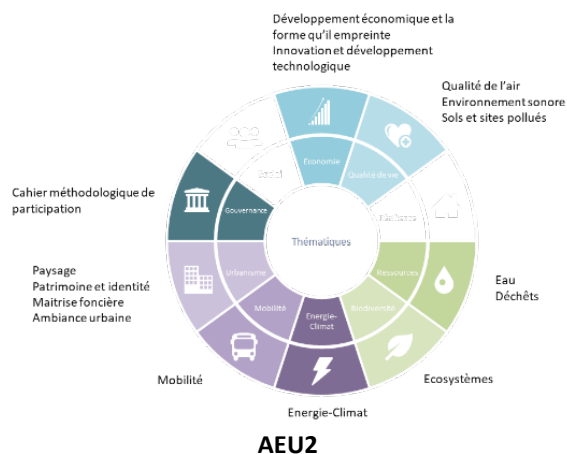 Développement économique et la
forme qu'il empreinte
Innovation et développement
technologique
Qualité de l'air
Environnement sonore
Sols et sites pollués
Economie
Qualité de vie
Social
Cahier méthodologique de
participation
Gouvernance
Thématiques
Paysage
Patrimoine et identité
Maitrise foncière
Ambiance urbaine
Urbanisme
Ressources
Eau
Déchêts
Mobilité
Energie-
Climat
Biodiversité
Mobilité
Ecosystèmes
Energie-Climat
AEU2